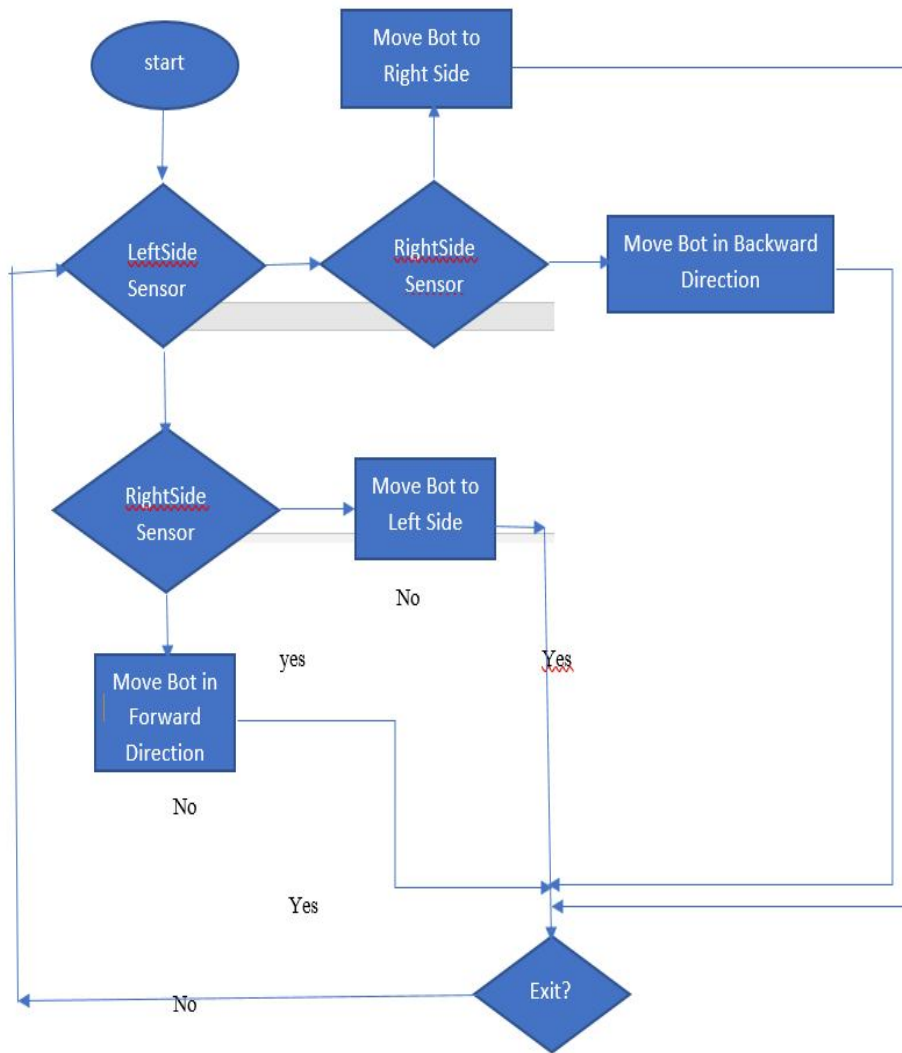 start
Move Bot to
Right Side
LeftSide
Sensor
RightSide
Sensor
Move Bot in Backward
Direction
RightSide
Sensor
Move Bot to
Left Side
No
yes
Yes
Move Bot in
Forward
Direction
No
Yes
Exit?
No